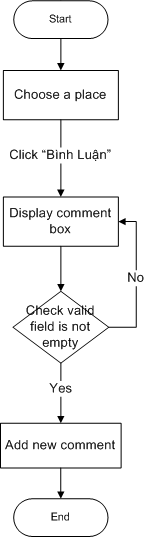 Start
Choose a place
Click “Bình Luận”
Display comment
box
No
Check valid
field is not
empty
Yes
Add new comment
End